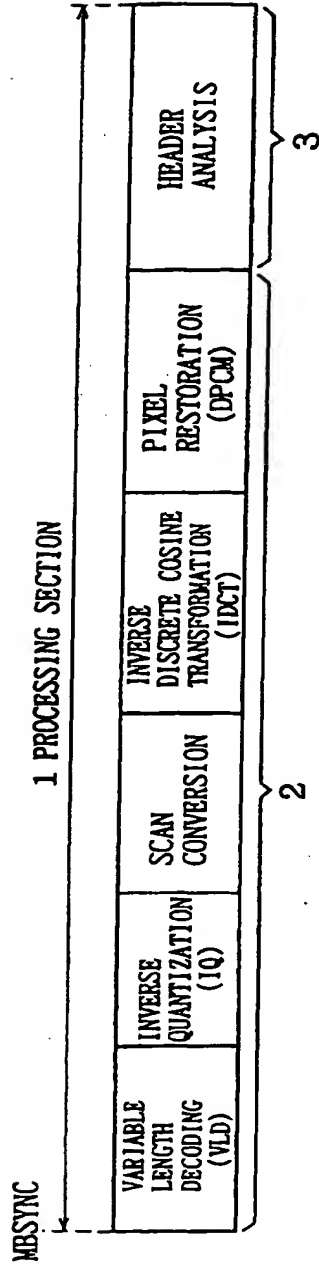 MBSYNC
1 PROCESSING SECTION
VARIABLE
LENGTH
DECODING
(VLD)
INVERSE
QUANTIZATION
(IQ)
SCAN
CONVERSION
INVERSE
DISCRETE COSINE
TRANSFORMATION
(IDCT)
PIXEL
RESTORATION
(DPCM)
HEADER
ANALYSIS
2
3